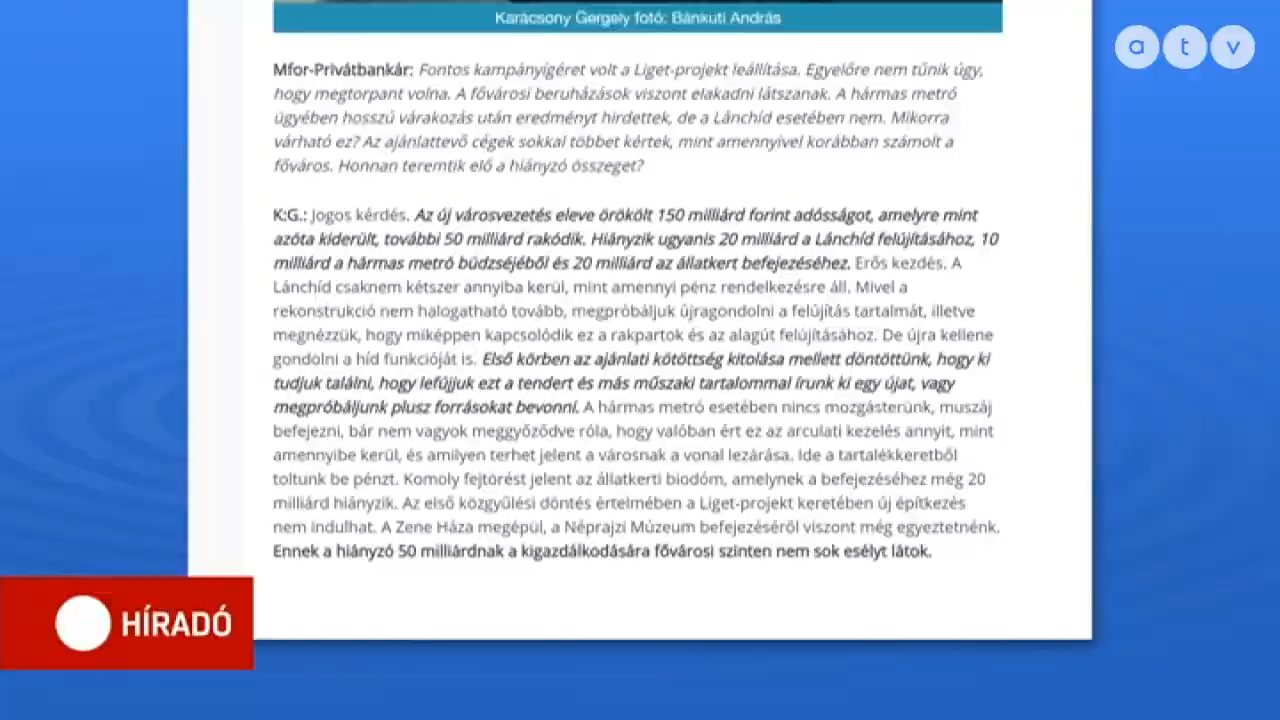 Karácsony Gergely fotó: Bánkuti András
a t v
Mfor-Privátbankár: Fontos kampányígéret volt a Liget-projekt leállítása. Egyelőre nem tűnik úgy,
hogy megtorpant volna. A fővárosi beruházások viszont elakadni látszanak. A hármas metró
ügyében hosszú várakozás után eredményt hirdettek, de a Lánchíd esetében nem. Mikorra
várható ez? Az ajánlattevő cégek sokkal többet kértek, mint amennyivel korábban számolt a
főváros. Honnan teremtik elő a hiányzó összeget?
K:G.: Jogos kérdés. Az új városvezetés eleve örökölt 150 milliárd forint adósságot, amelyre mint
azóta kiderült, további 50 milliárd rakódik. Hiányzik ugyanis 20 milliárd a Lánchíd felújításához, 10
milliárd a hármas metró büdzséjéből és 20 milliárd az állatkert befejezéséhez. Erős kezdés. A
Lánchíd csaknem kétszer annyiba kerül, mint amennyi pénz rendelkezésre áll. Mivel a
rekonstrukció nem halogatható tovább, megpróbáljuk újragondolni a felújítás tartalmát, illetve
megnézzük, hogy miképpen kapcsolódik ez a rakpartok és az alagút felújításához. De újra kellene
gondolni a híd funkcióját is. Első körben az ajánlati kötöttség kitolása mellett döntöttünk, hogy ki
tudjuk találni, hogy lefújjuk ezt a tendert és más műszaki tartalommal írunk ki egy újat, vagy
megpróbáljunk plusz forrásokat bevonni. A hármas metró esetében nincs mozgásterünk, muszáj
befejezni, bár nem vagyok meggyőződve róla, hogy valóban ért ez az arculati kezelés annyit, mint
amennyibe kerül, és amilyen terhet jelent a városnak a vonal lezárása. Ide a tartalékkeretből
toltunk be pénzt. Komoly fejtörést jelent az állatkerti biodóm, amelynek a befejezéséhez még 20
milliárd hiányzik. Az első közgyűlési döntés értelmében a Liget-projekt keretében új építkezés
nem indulhat. A Zene Háza megépül, a Néprajzi Múzeum befejezéséről viszont még egyeztetnénk.
Ennek a hiányzó 50 milliárdnak a kigazdálkodására fővárosi szinten nem sok esélyt látok.
HÍRADÓ